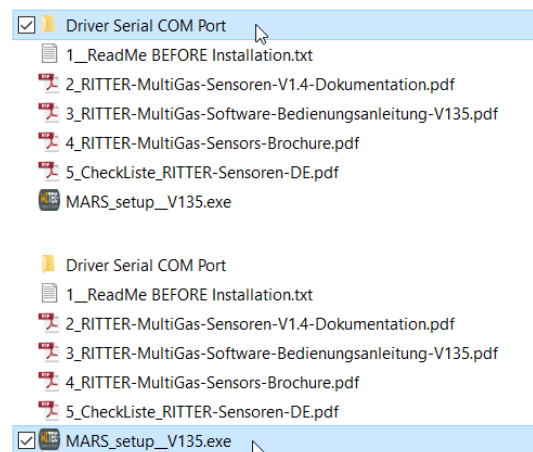 Driver Serial COM Port
1__ReadMe BEFORE Installation.txt
2_RITTER-MultiGas-Sensoren-V1.4-Dokumentation.pdf
3_RITTER-MultiGas-Software-Bedienungsanleitung-V135.pdf
4_RITTER-MultiGas-Sensors-Brochure.pdf
5_CheckListe_RITTER-Sensoren-DE.pdf
MARS_setup__V135.exe
Driver Serial COM Port
1__ReadMe BEFORE Installation.txt
2_RITTER-MultiGas-Sensoren-V1.4-Dokumentation.pdf
3_RITTER-MultiGas-Software-Bedienungsanleitung-V135.pdf
4_RITTER-MultiGas-Sensors-Brochure.pdf
5_CheckListe_RITTER-Sensoren-DE.pdf
MARS_setup__V135.exe